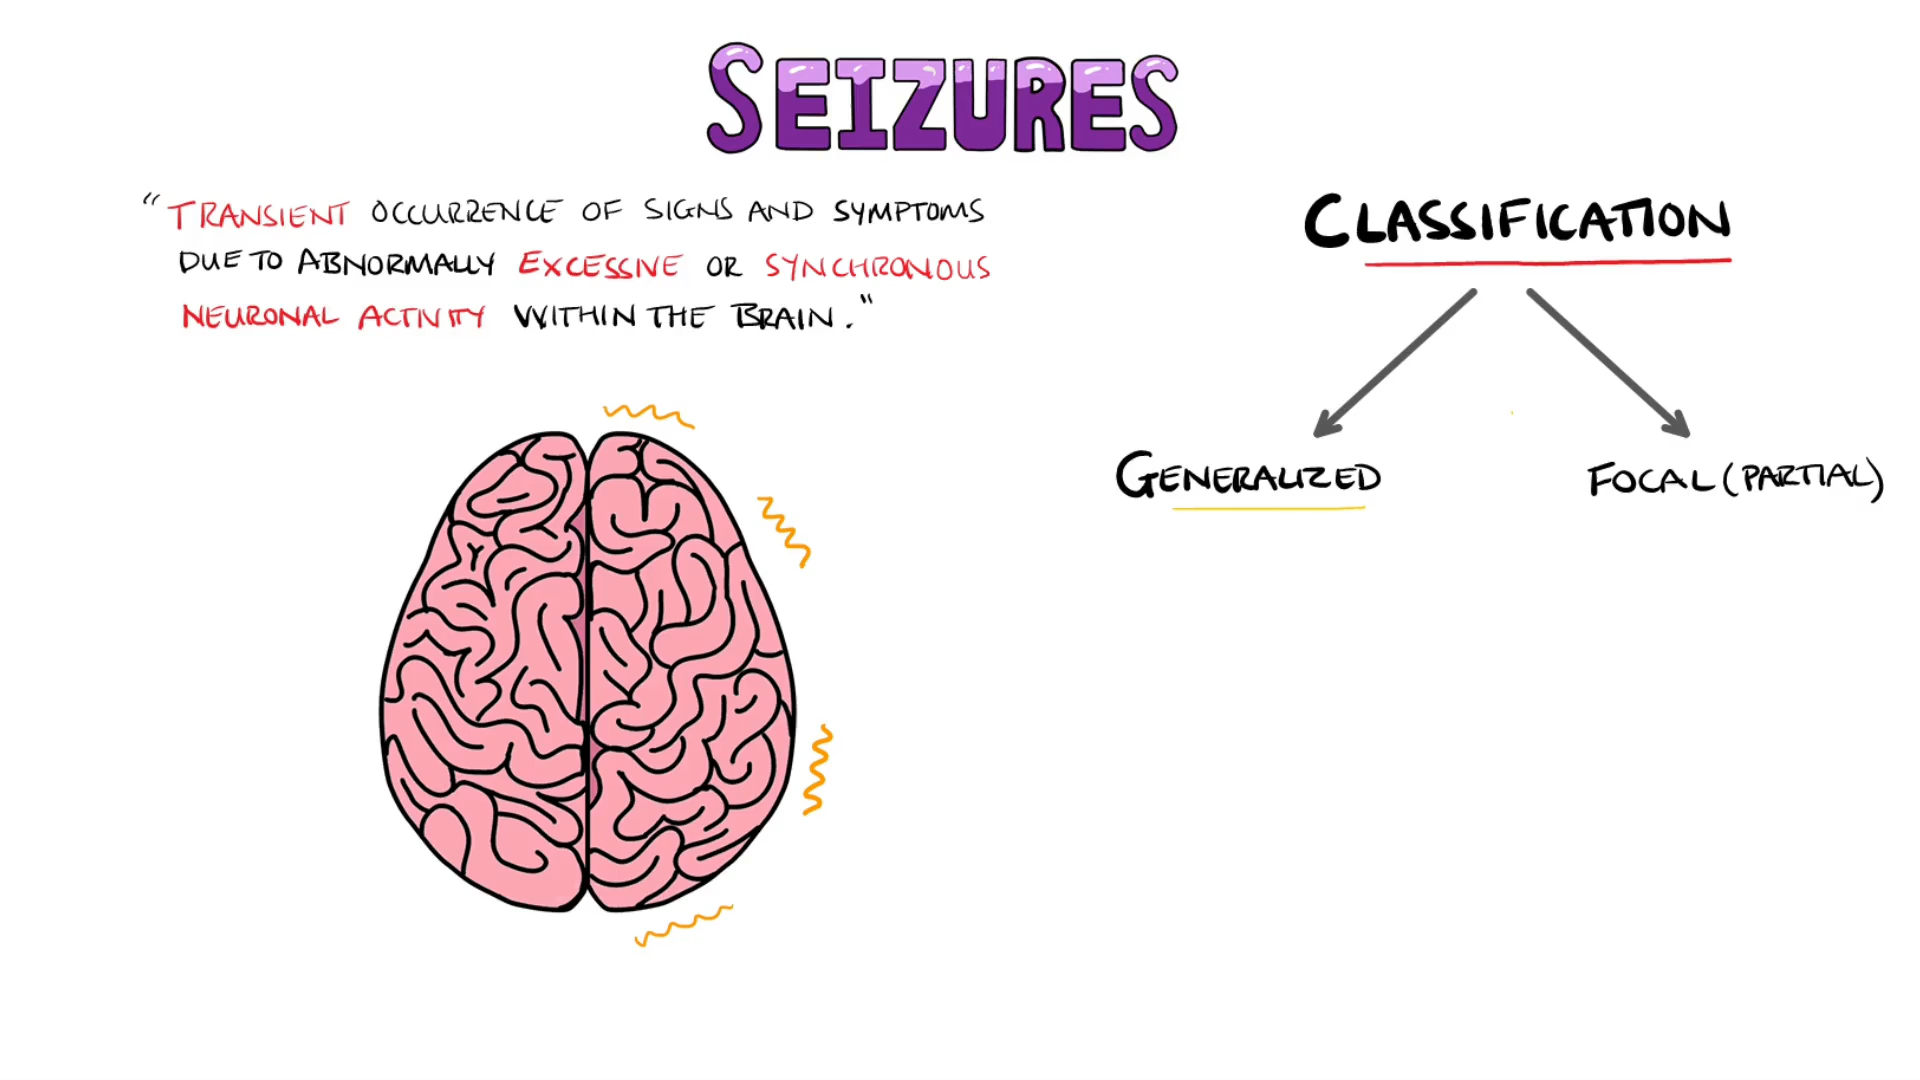 SEIZURES
"TRANSIENT OCCURRENCE OF SIGNS AND SYMPTOMS
DUE TO ABNORMALLY EXCESSIVE OR SYNCHRONOUS
NEURONAL ACTIVITY WITHIN THE BRAIN."
CLASSIFICATION
GENERALIZED
FOCAL (PARTIAL)